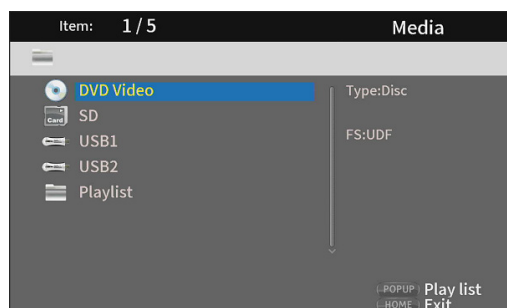 Item: 1/5 Media
DVD Video
Type:Disc
Card SD
FS:UDF
USB1
USB2
Playlist
POPUP Play list
HOME Exit